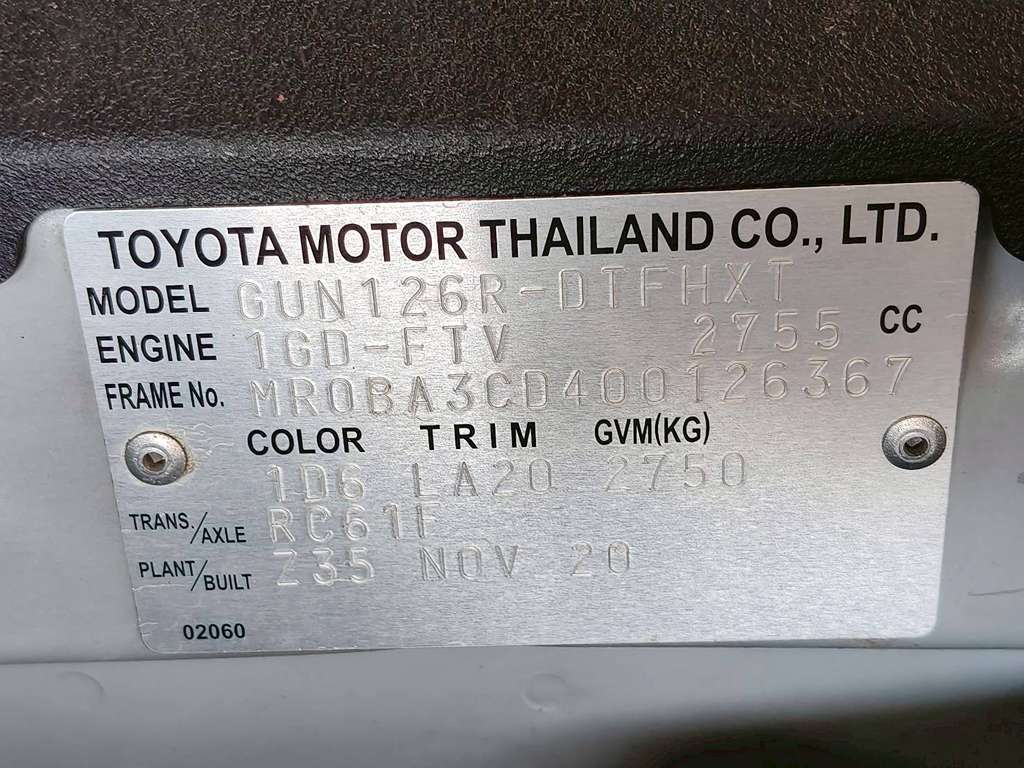 TOYOTA MOTOR THAILAND CO., LTD.
MODEL GUN126R-DTFHXT
ENGINE 1GD-FTV 2755 CC
FRAME No. MR0BA3CD400126367
COLOR TRIM GVM(KG)
1D6 LA20 2750
TRANS./AXLE RC61F
PLANT/BUILT Z35 NOV 20
02060